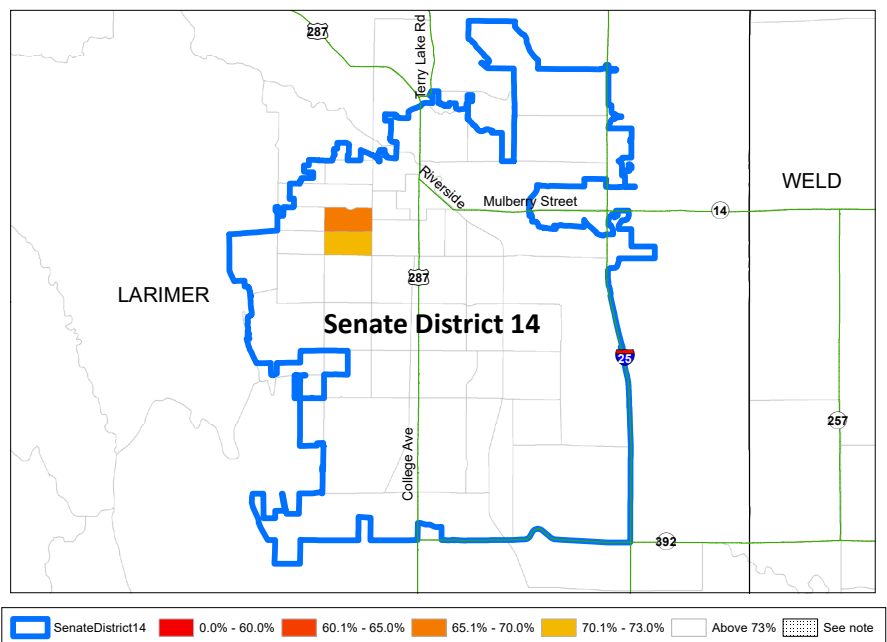 287
Terry Lake Rd
Riverside
Mulberry Street
14
WELD
287
LARIMER
Senate District 14
25
257
College Ave
392
SenateDistrict14
0.0% - 60.0%
60.1% - 65.0%
65.1% - 70.0%
70.1% - 73.0%
Above 73%
See note